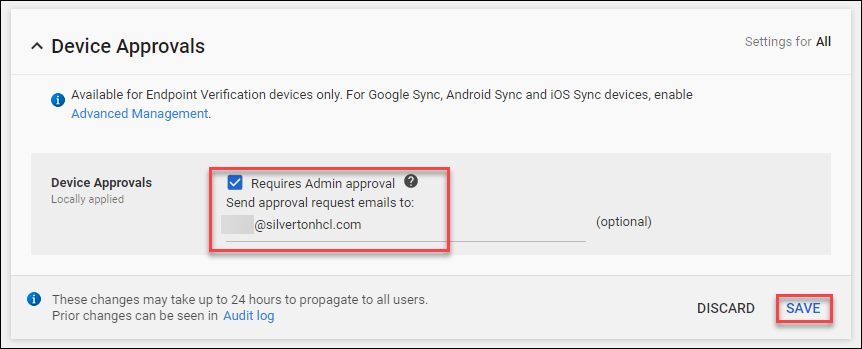 Device Approvals
Settings for All
Available for Endpoint Verification devices only. For Google Sync, Android Sync and iOS Sync devices, enable
Advanced Management.
Device Approvals
Locally applied
Requires Admin approval
Send approval request emails to:
@silvertonhcl.com
(optional)
These changes may take up to 24 hours to propagate to all users.
Prior changes can be seen in Audit log
DISCARD
SAVE